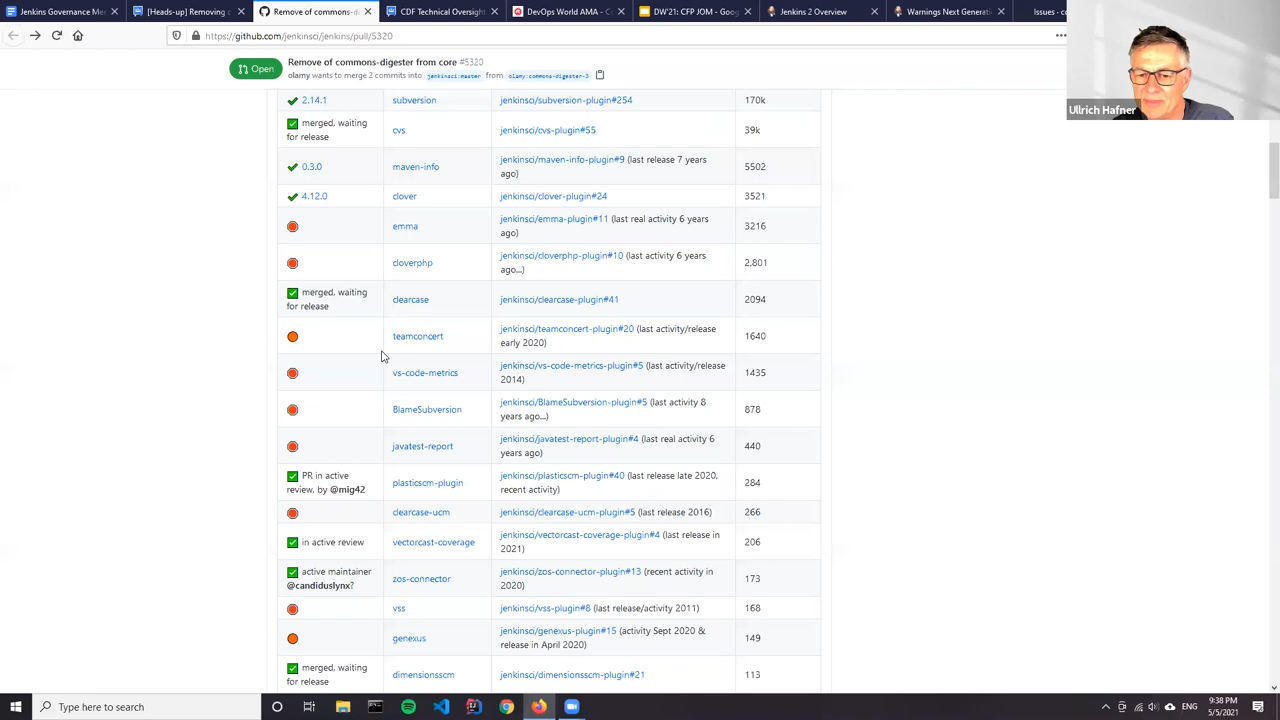 Jenkins Governance Mee
[Heads-up] Removing c
Remove of commons-di
CDF Technical Oversight
DevOps World AMA - C
DW'21: CFP JOM - Goog
Jenkins 2 Overview
Warnings Next Generati
Issues · co
https://github.com/jenkinsci/jenkins/pull/5320
Open
Remove of commons-digester from core #5320
olamy wants to merge 2 commits into jenkinsci:master from olamy:commons-digester-3
Ullrich Hafner
2.14.1 subversion jenkinsci/subversion-plugin#254 170k
merged, waiting
for release
cvs jenkinsci/cvs-plugin#55 39k
0.3.0 maven-info jenkinsci/maven-info-plugin#9 (last release 7 years
ago)
5502
4.12.0 clover jenkinsci/clover-plugin#24 3521
emma jenkinsci/emma-plugin#11 (last real activity 6 years
ago)
3216
cloverphp jenkinsci/cloverphp-plugin#10 (last activity 6 years
ago...)
2,801
merged, waiting
for release
clearcase jenkinsci/clearcase-plugin#41 2094
teamconcert jenkinsci/teamconcert-plugin#20 (last activity/release
early 2020)
1640
vs-code-metrics jenkinsci/vs-code-metrics-plugin#5 (last activity/release
2014)
1435
BlameSubversion jenkinsci/BlameSubversion-plugin#5 (last activity 8
years ago...)
878
javatest-report jenkinsci/javatest-report-plugin#4 (last real activity 6
years ago)
440
PR in active
review, by @mig42
plasticscm-plugin jenkinsci/plasticscm-plugin#40 (last release late 2020,
recent activity)
284
clearcase-ucm jenkinsci/clearcase-ucm-plugin#5 (last release 2016) 266
in active review vectorcast-coverage jenkinsci/vectorcast-coverage-plugin#4 (last release in
2021)
206
active maintainer
@candiduslynx?
zos-connector jenkinsci/zos-connector-plugin#13 (recent activity in
2020)
173
vss jenkinsci/vss-plugin#8 (last release/activity 2011) 168
genexus jenkinsci/genexus-plugin#15 (activity Sept 2020 &
release in April 2020)
149
merged, waiting
for release
dimensionsscm jenkinsci/dimensionsscm-plugin#21 113
Type here to search
ENG
9:38 PM
5/5/2021